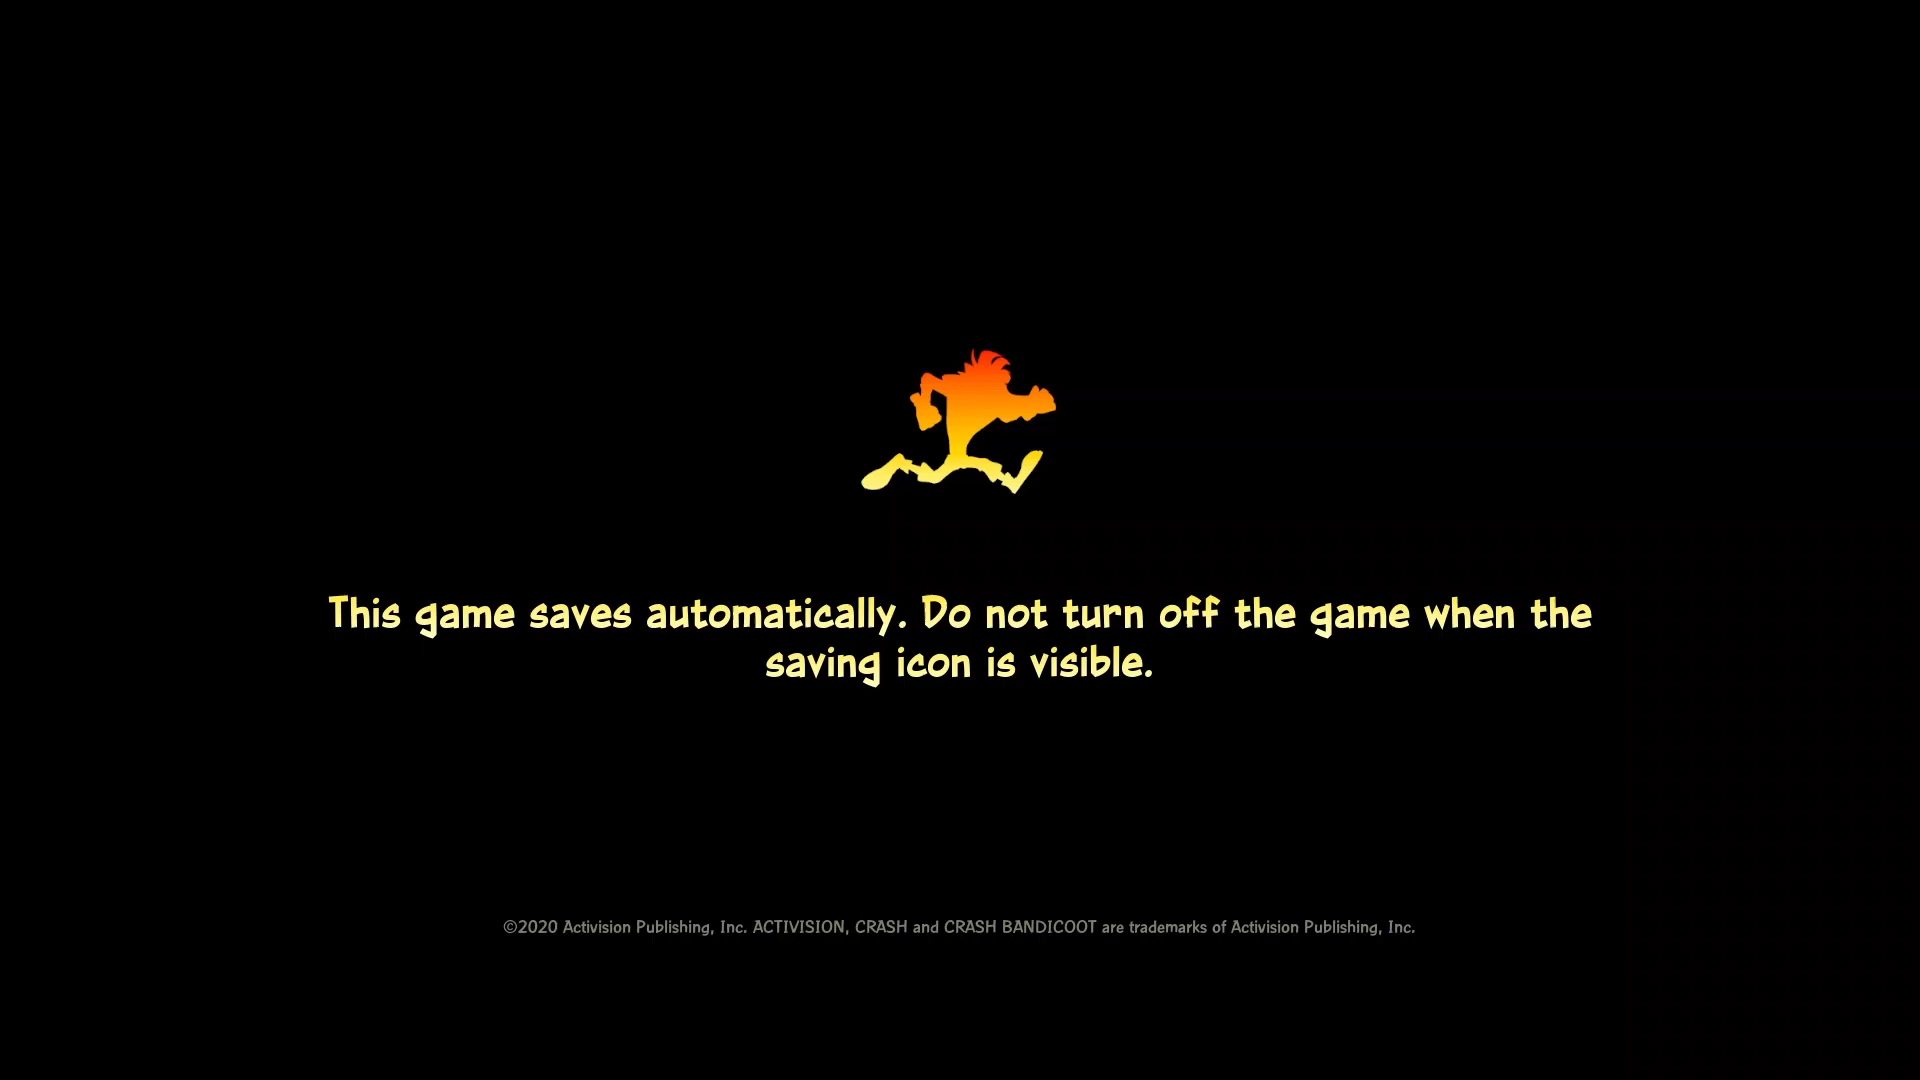 This game saves automatically. Do not turn off the game when the
saving icon is visible.
©2020 Activision Publishing, Inc. ACTIVISION, CRASH and CRASH BANDICOOT are trademarks of Activision Publishing, Inc.